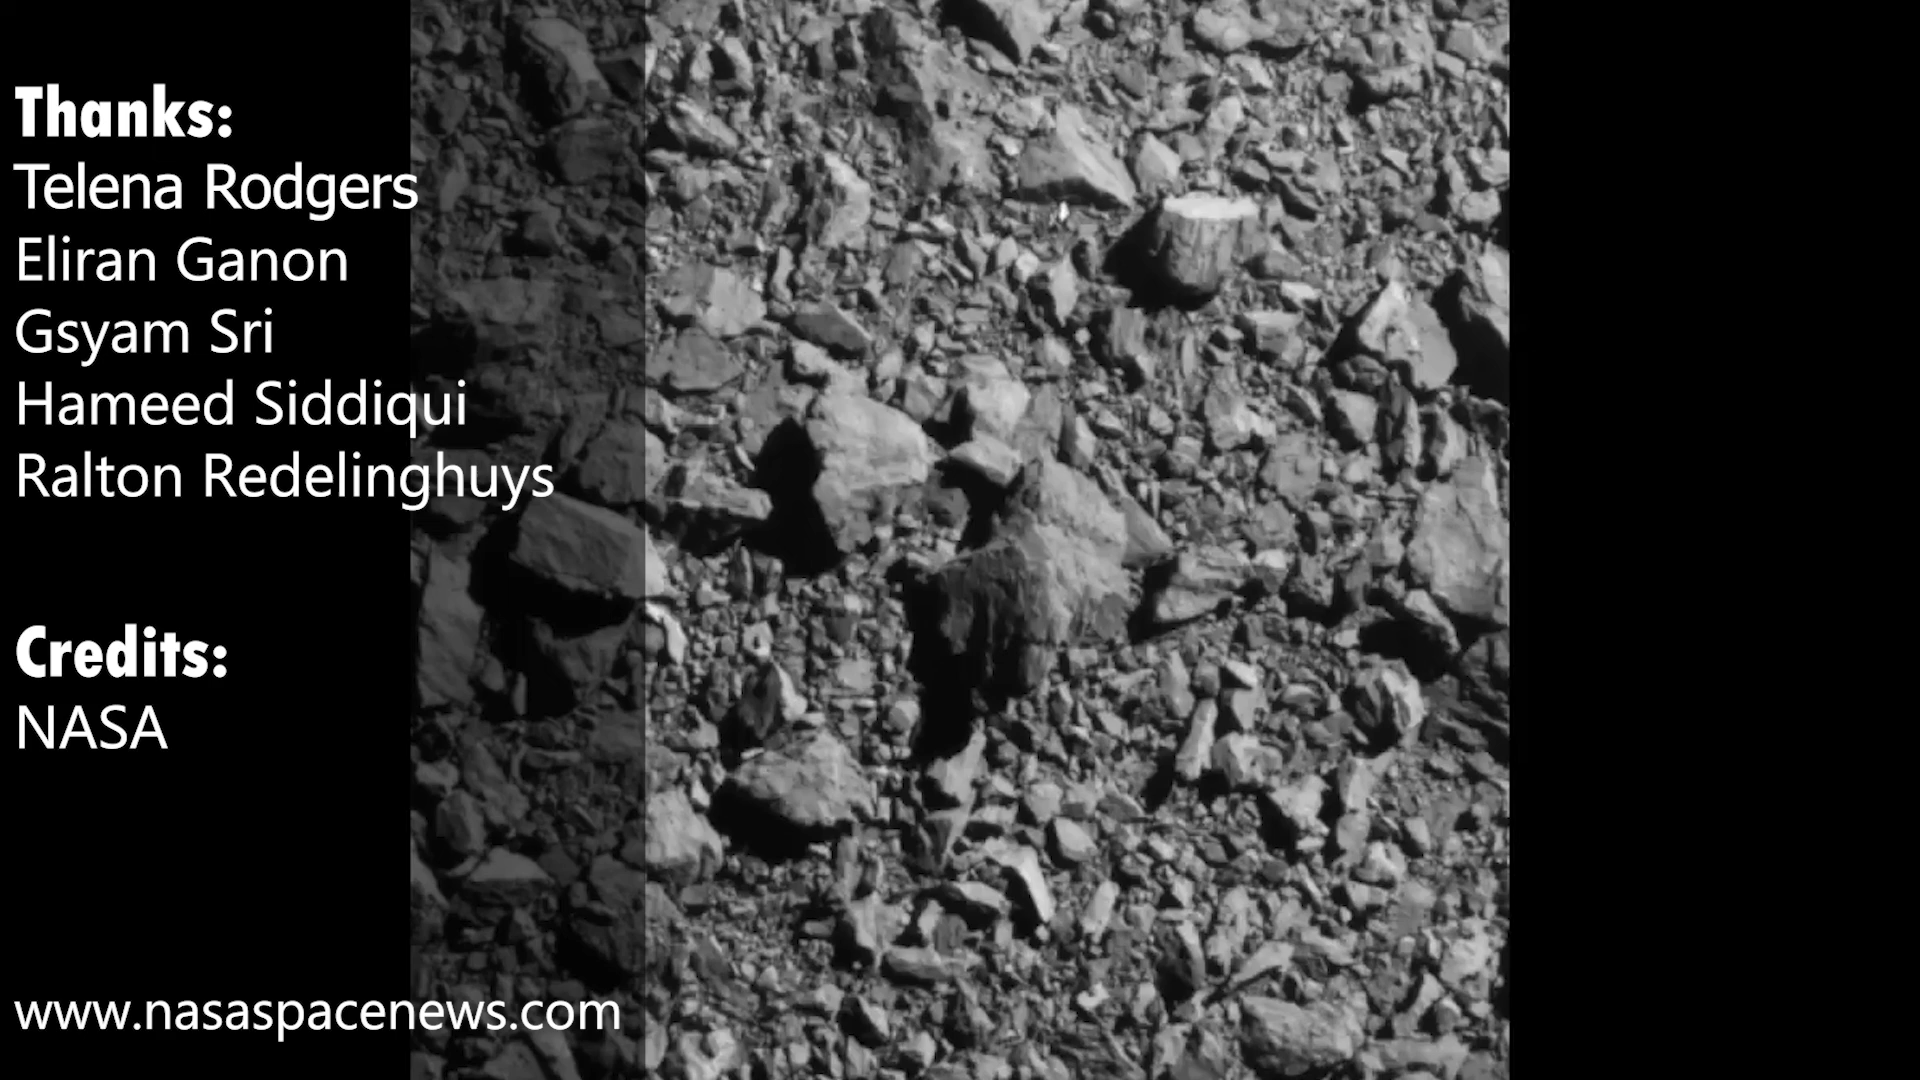 Thanks:
Telena Rodgers
Eliran Ganon
Gsyam Sri
Hameed Siddiqui
Ralton Redelinghuys
Credits:
NASA
www.nasaspacenews.com